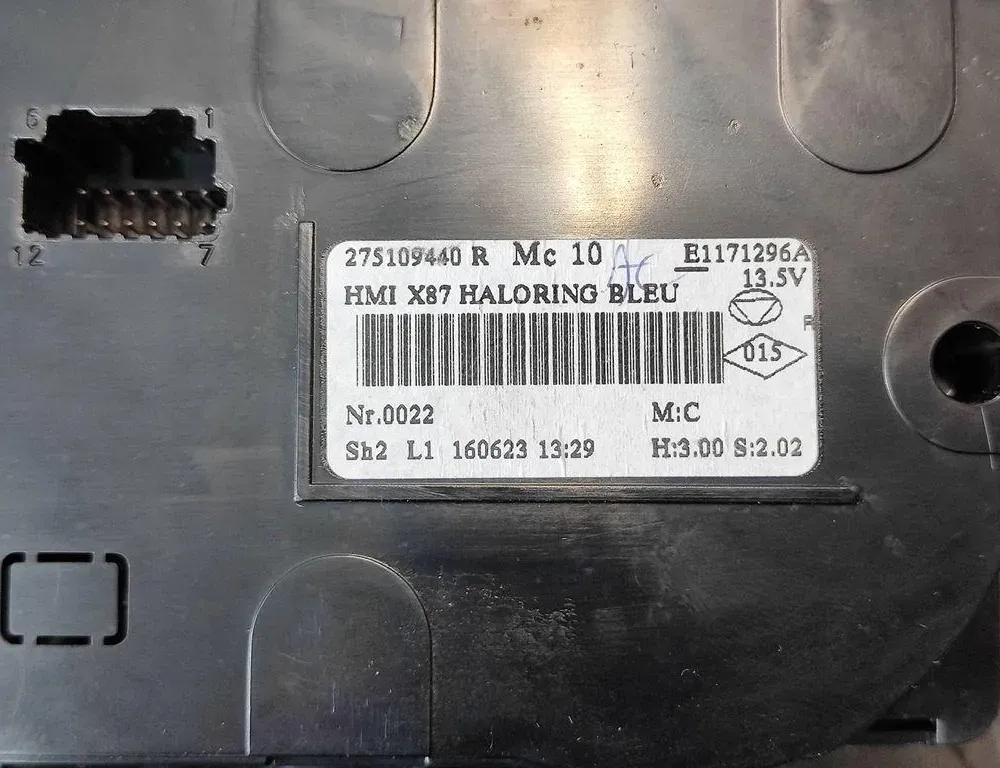 6 1
12 7
275109440 R Mc 10 E1171296A
13.5V
HMI X87 HALORING BLEU
AC
015
Nr.0022 M:C
Sh2 L1 160623 13:29 H:3.00 S:2.02